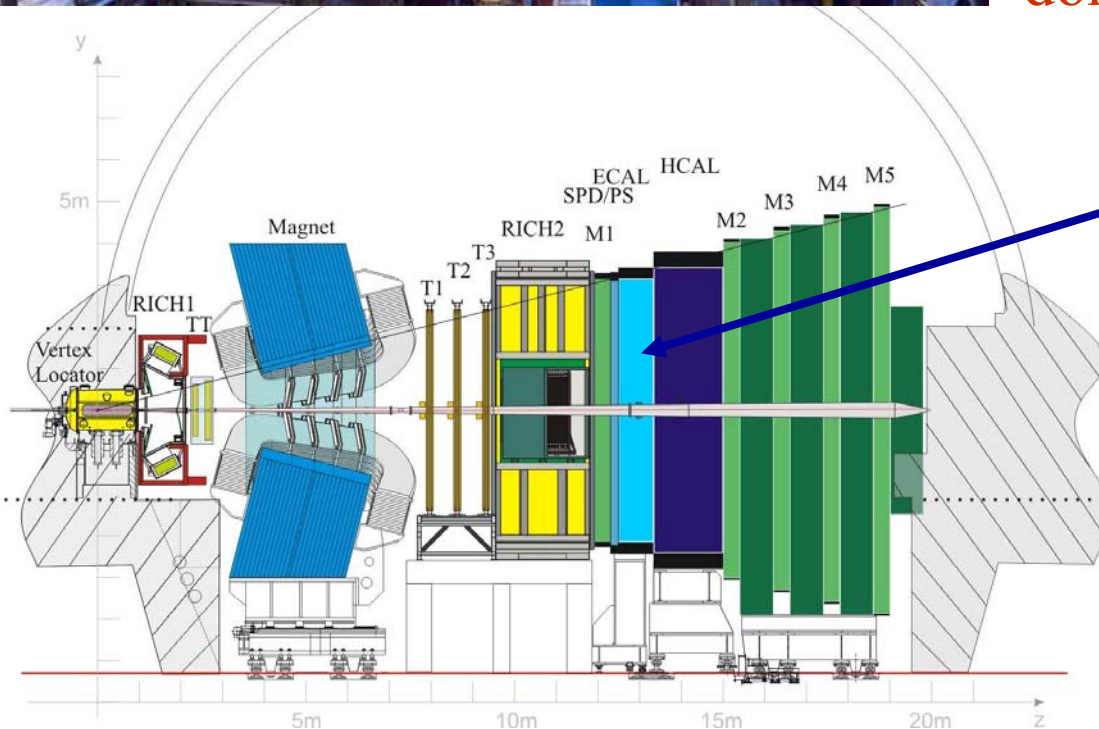 y
5m
ECAL HCAL
SPD/PS
M4 M5
M3
M2
RICH2 M1
Magnet
T3
T2
T1
RICH1
TT
Vertex
Locator
5m 10m 15m 20m z